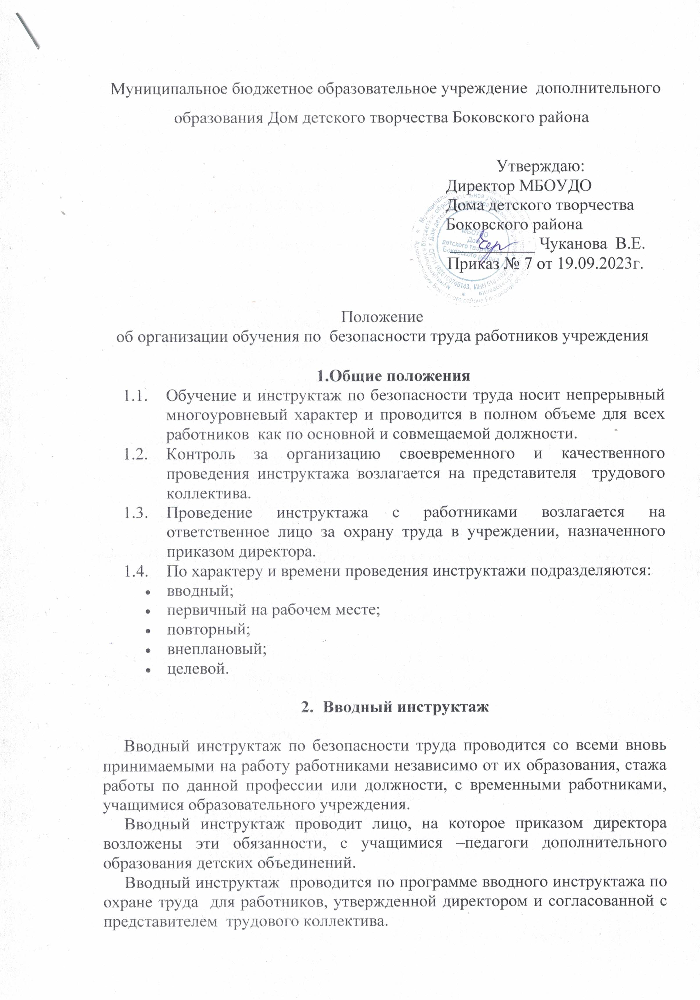 Муниципальное бюджетное образовательное учреждение  дополнительного
образования Дом детского творчества Боковского района
Утверждаю:
Директор МБОУДО
Дома детского творчества
Боковского района
Чуканова  В.Е.
Приказ № 7 от 19.09.2023г.
МБОУДО
Дом
детского творчества
Боковского района
Положение
об организации обучения по  безопасности труда работников учреждения
1.Общие положения
1.1. Обучение и инструктаж по безопасности труда носит непрерывный
многоуровневый характер и проводится в полном объеме для всех
работников  как по основной и совмещаемой должности.
1.2. Контроль за организацию своевременного и качественного
проведения инструктажа возлагается на представителя  трудового
коллектива.
1.3. Проведение инструктажа с работниками возлагается на
ответственное лицо за охрану труда в учреждении, назначенного
приказом директора.
1.4. По характеру и времени проведения инструктажи подразделяются:
• вводный;
• первичный на рабочем месте;
• повторный;
• внеплановый;
• целевой.
2.  Вводный инструктаж
Вводный инструктаж по безопасности труда проводится со всеми вновь
принимаемыми на работу работниками независимо от их образования, стажа
работы по данной профессии или должности, с временными работниками,
учащимися образовательного учреждения.
Вводный инструктаж проводит лицо, на которое приказом директора
возложены эти обязанности, с учащимися –педагоги дополнительного
образования детских объединений.
Вводный инструктаж  проводится по программе вводного инструктажа по
охране труда  для работников, утвержденной директором и согласованной с
представителем  трудового коллектива.